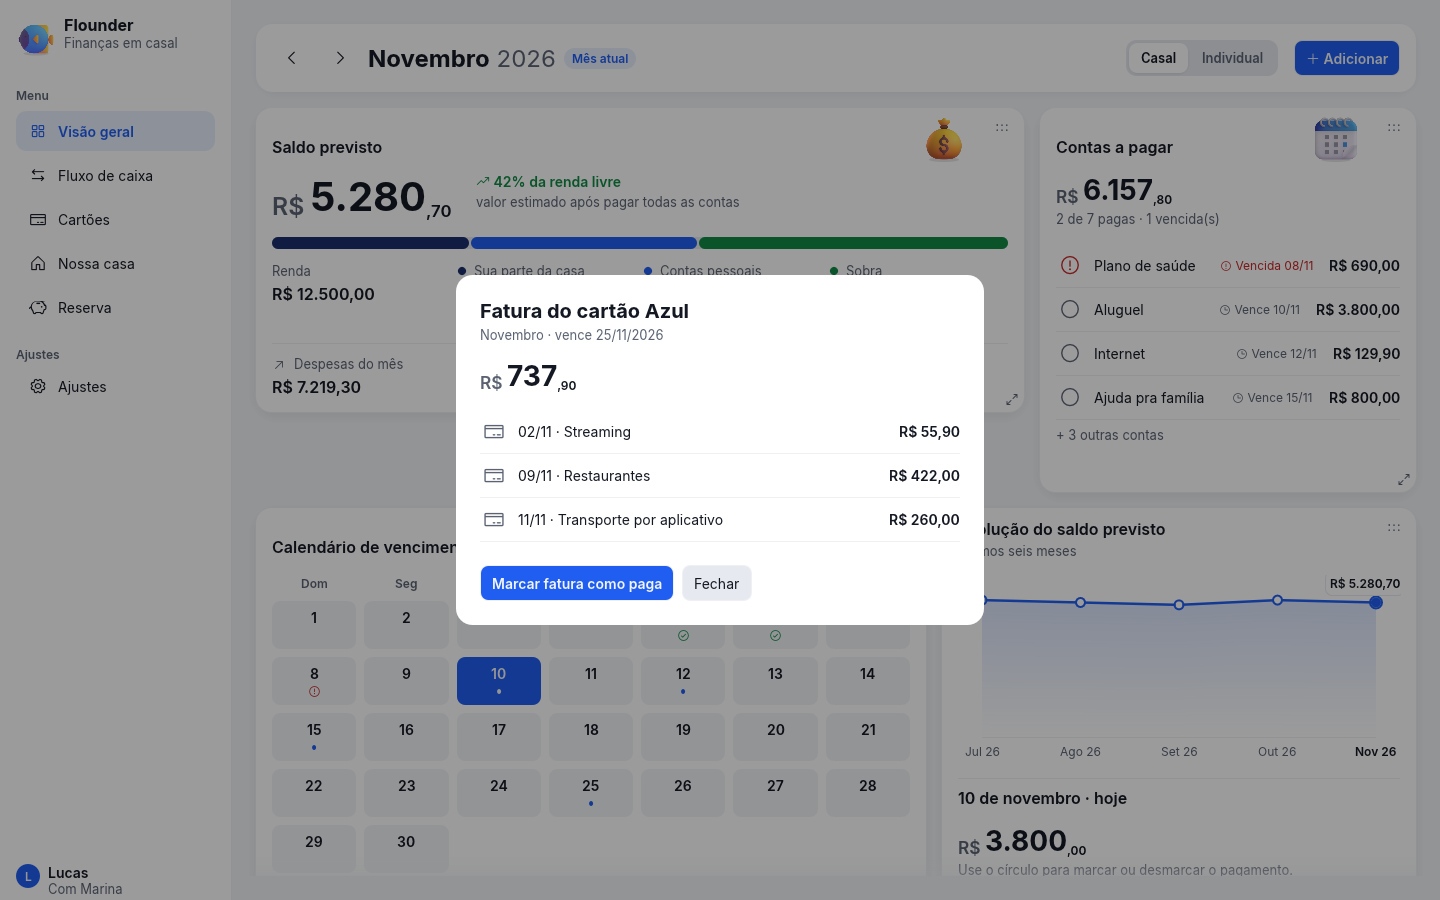 Flounder
Finanças em casal
Menu
Visão geral
Fluxo de caixa
Cartões
Nossa casa
Reserva
Ajustes
Ajustes
L
Lucas
Com Marina
Novembro 2026 Mês atual
Casal Individual
+ Adicionar
Saldo previsto
R$ 5.280,70
42% da renda livre
valor estimado após pagar todas as contas
Renda
R$ 12.500,00
Sua parte da casa
Contas pessoais
Sobra
Despesas do mês
R$ 7.219,30
Contas a pagar
R$ 6.157,80
2 de 7 pagas · 1 vencida(s)
Plano de saúde Vencida 08/11 R$ 690,00
Aluguel Vence 10/11 R$ 3.800,00
Internet Vence 12/11 R$ 129,90
Ajuda pra família Vence 15/11 R$ 800,00
+ 3 outras contas
Fatura do cartão Azul
Novembro · vence 25/11/2026
R$ 737,90
02/11 · Streaming R$ 55,90
09/11 · Restaurantes R$ 422,00
11/11 · Transporte por aplicativo R$ 260,00
Marcar fatura como paga Fechar
Calendário de
Dom Seg
1 2
8 9 10 11 12 13 14
15 16 17 18 19 20 21
22 23 24 25 26 27 28
29 30
do saldo previsto
seis meses
R$ 5.280,70
Jul 26 Ago 26 Set 26 Out 26 Nov 26
10 de novembro · hoje
R$ 3.800,00
Use o círculo para marcar ou desmarcar o pagamento.